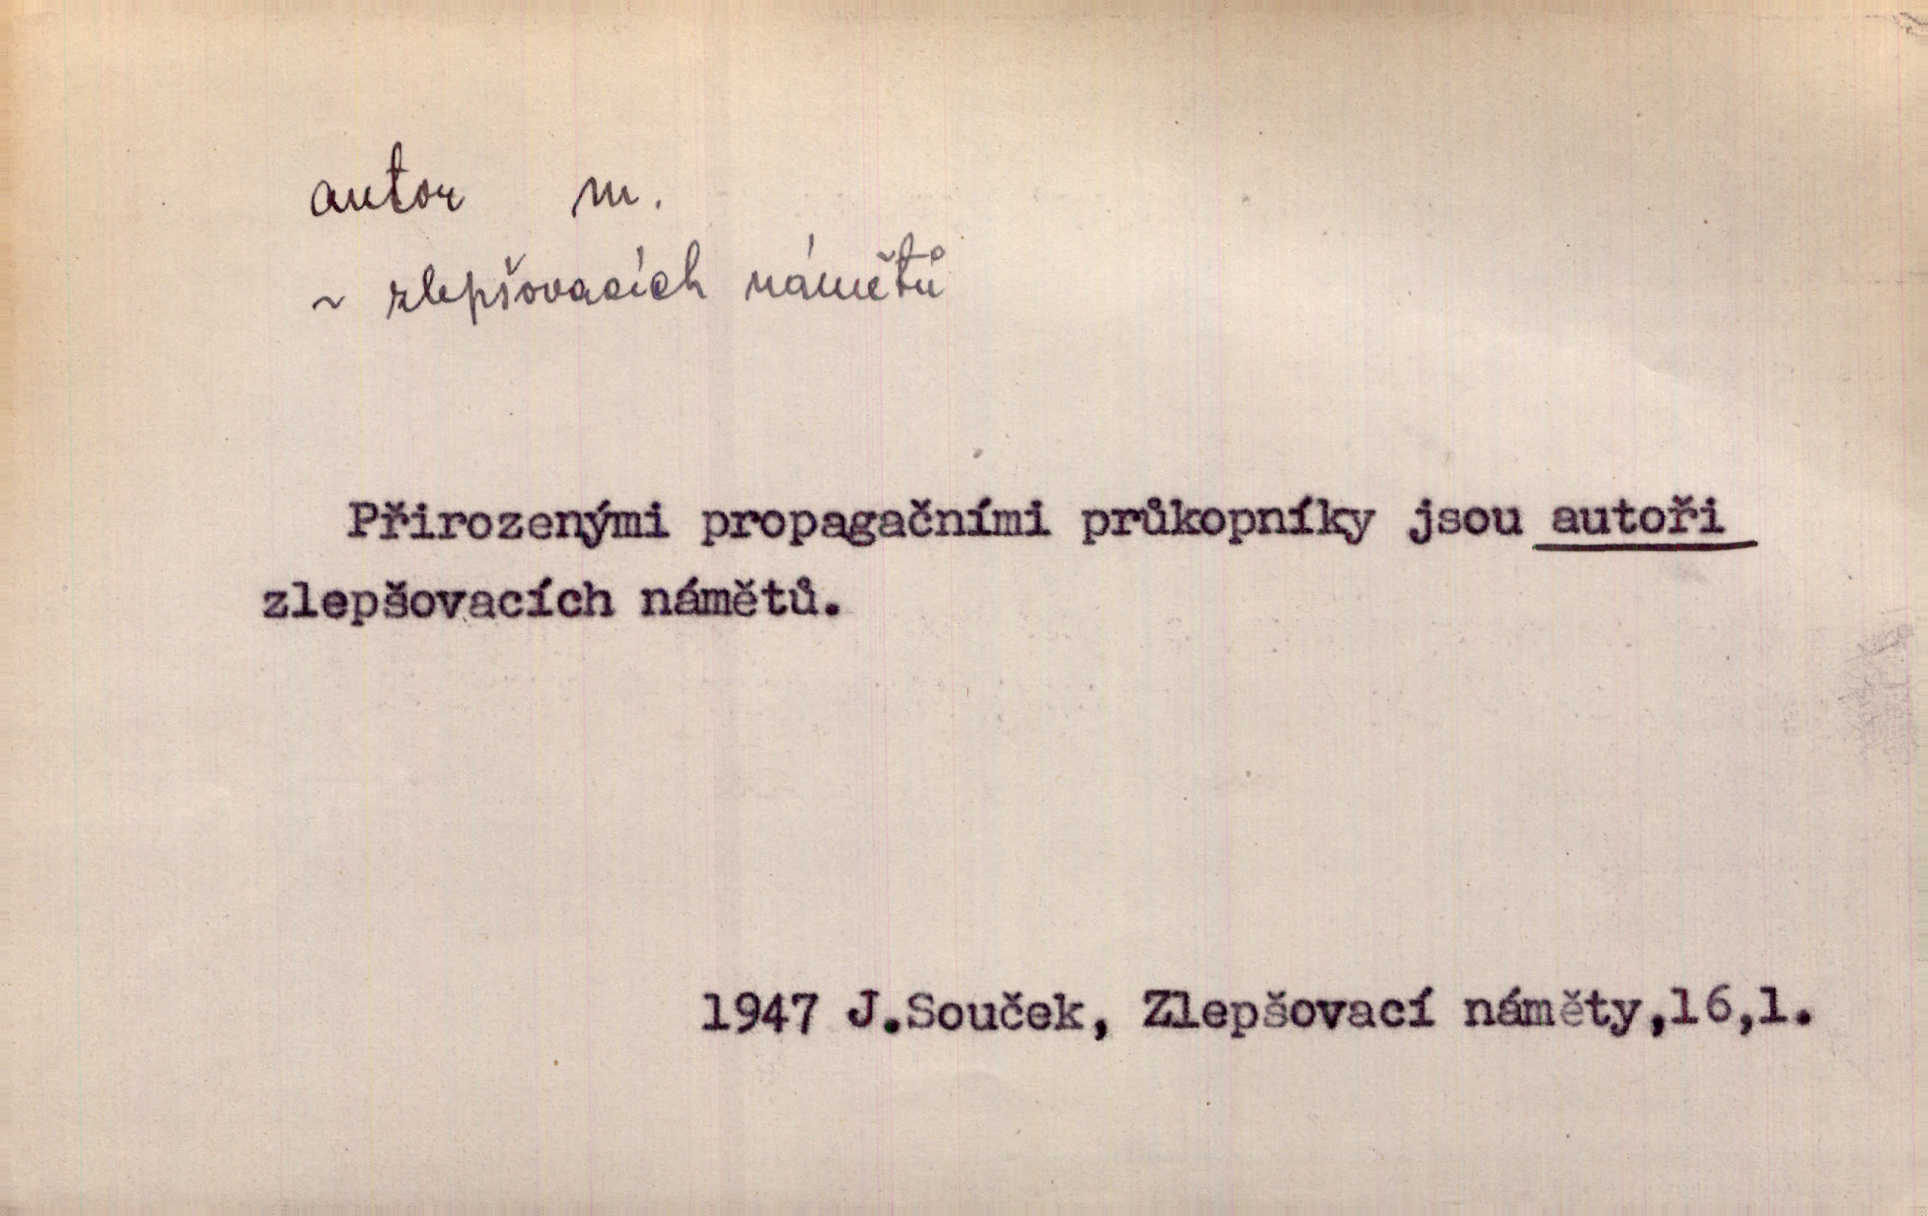 autor m.
~ zlepšovacích námětů
Přirozenými propagačními průkopníky jsou autoři
zlepšovacích námětů.
1947 J.Souček, Zlepšovací náměty,16,1.